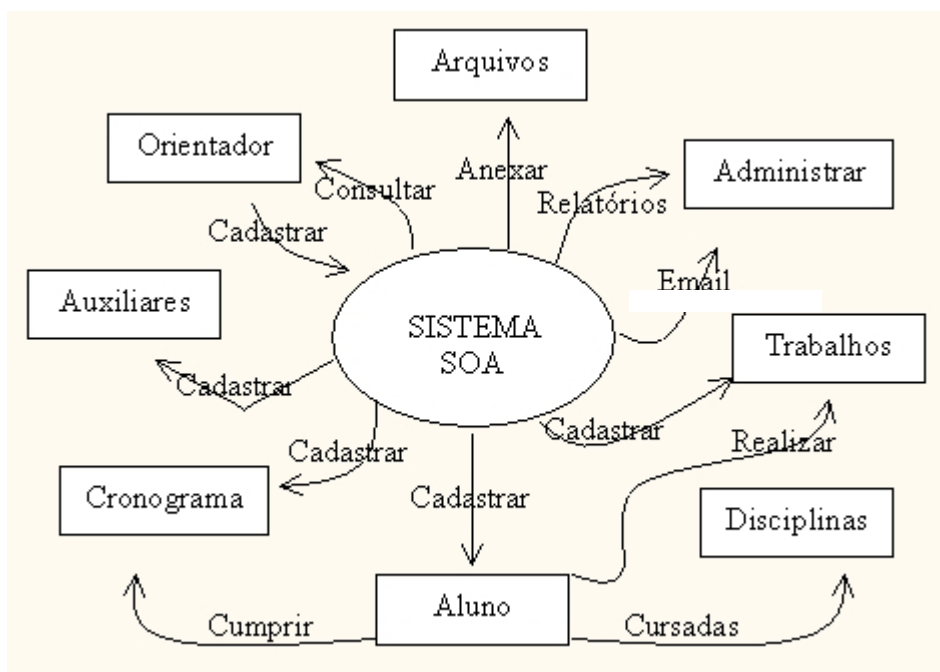 Arquivos
Orientador
Administrar
Consultar
Anexar
Relatórios
Cadastrar
Auxiliares
Email
SISTEMA
SOA
Trabalhos
Cadastrar
Cadastrar
Realizar
Cadastrar
Cronograma
Cadastrar
Disciplinas
Aluno
Cumprir
Cursadas